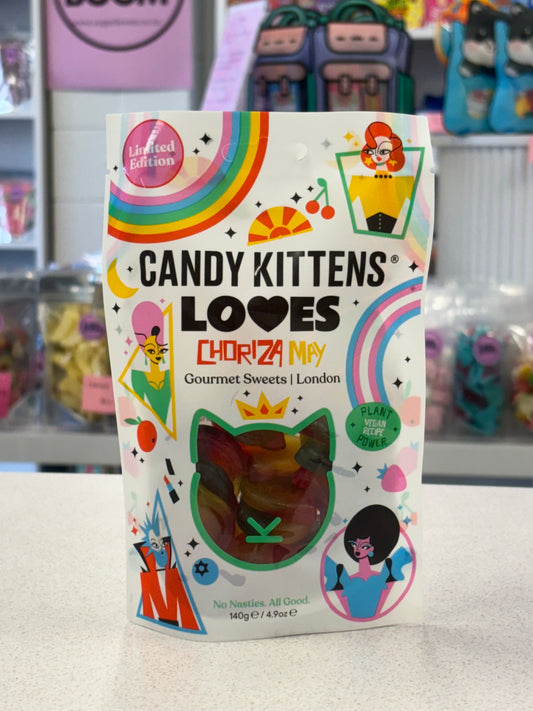 BOOM
Limited
Edition
CANDY KITTENS®
LOVES
CHORIZA MAY
Gourmet Sweets | London
PLANT
VEGAN
RECIPE
POWER
K
No Nasties. All Good.
140g℮ / 4.9oz℮